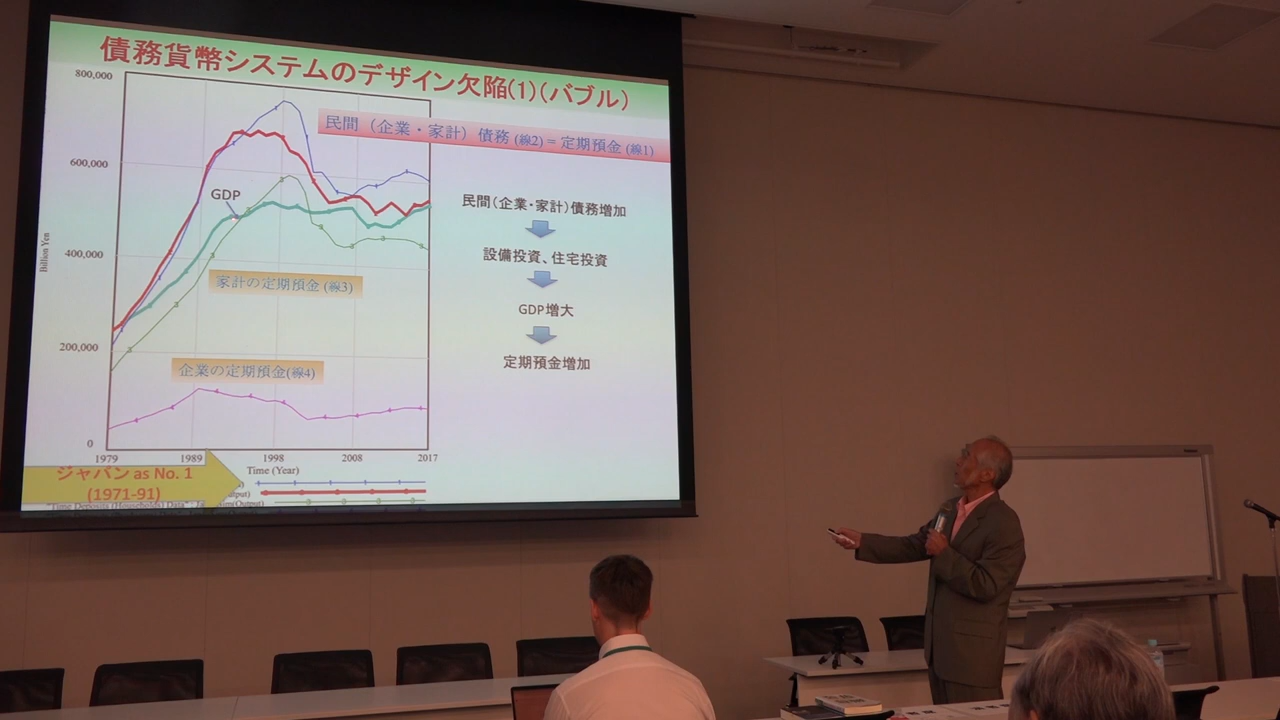 債務貨幣システムのデザイン欠陥(1)(バブル)
800,000
600,000
400,000
200,000
0
Billion Yen
1979
1989
1998
2008
2017
Time (Year)
民間（企業・家計）債務 (線2) = 定期預金 (線1)
GDP
家計の定期預金 (線3)
企業の定期預金(線4)
民間(企業・家計)債務増加
設備投資、住宅投資
GDP増大
定期預金増加
ジャパン as No. 1
(1971-91)
"Time Deposits (Households) Data"